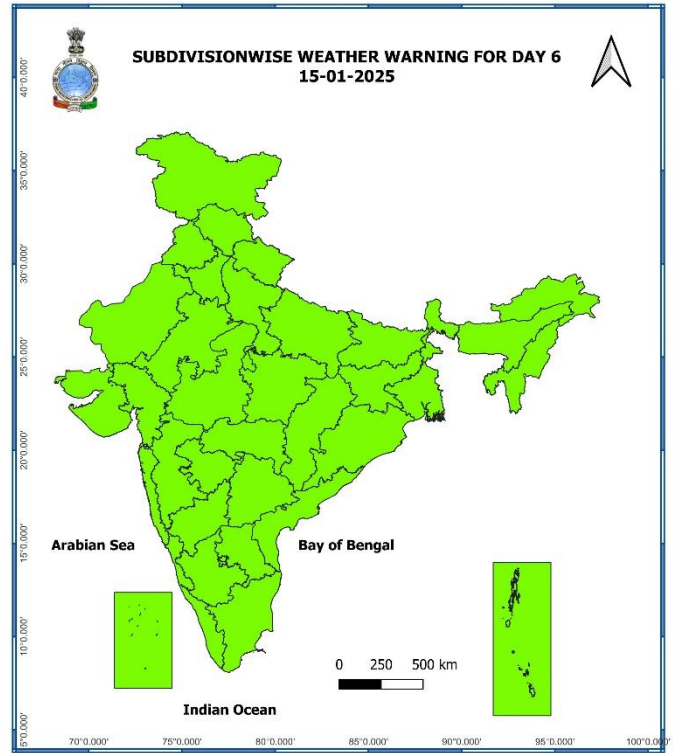 SUBDIVISIONWISE WEATHER WARNING FOR DAY 6
15-01-2025
40°0.000'
35°0.000'
30°0.000'
25°0.000'
20°0.000'
15°0.000'
10°0.000'
5°0.000'
Arabian Sea
Bay of Bengal
0 250 500 km
Indian Ocean
70°0.000' 75°0.000' 80°0.000' 85°0.000' 90°0.000' 95°0.000' 100°0.000'